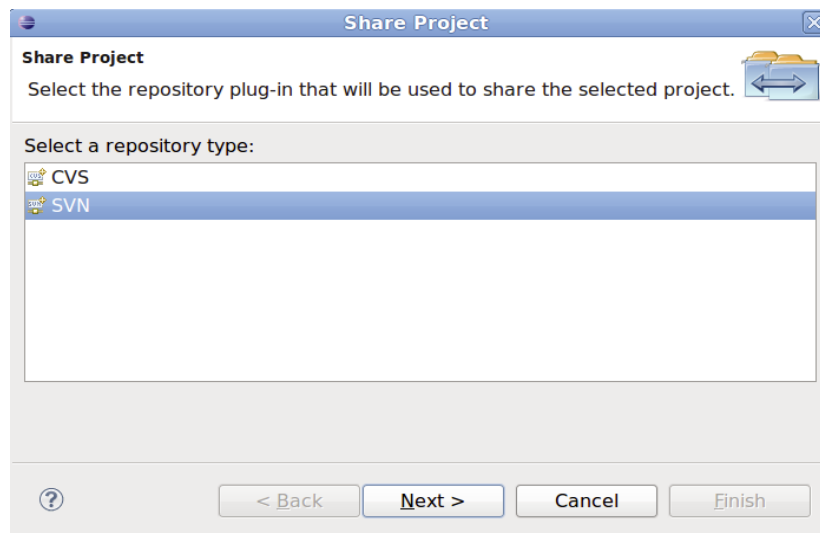 Share Project
Share Project
Select the repository plug-in that will be used to share the selected project.
Select a repository type:
CVS
SVN
< Back Next > Cancel Finish